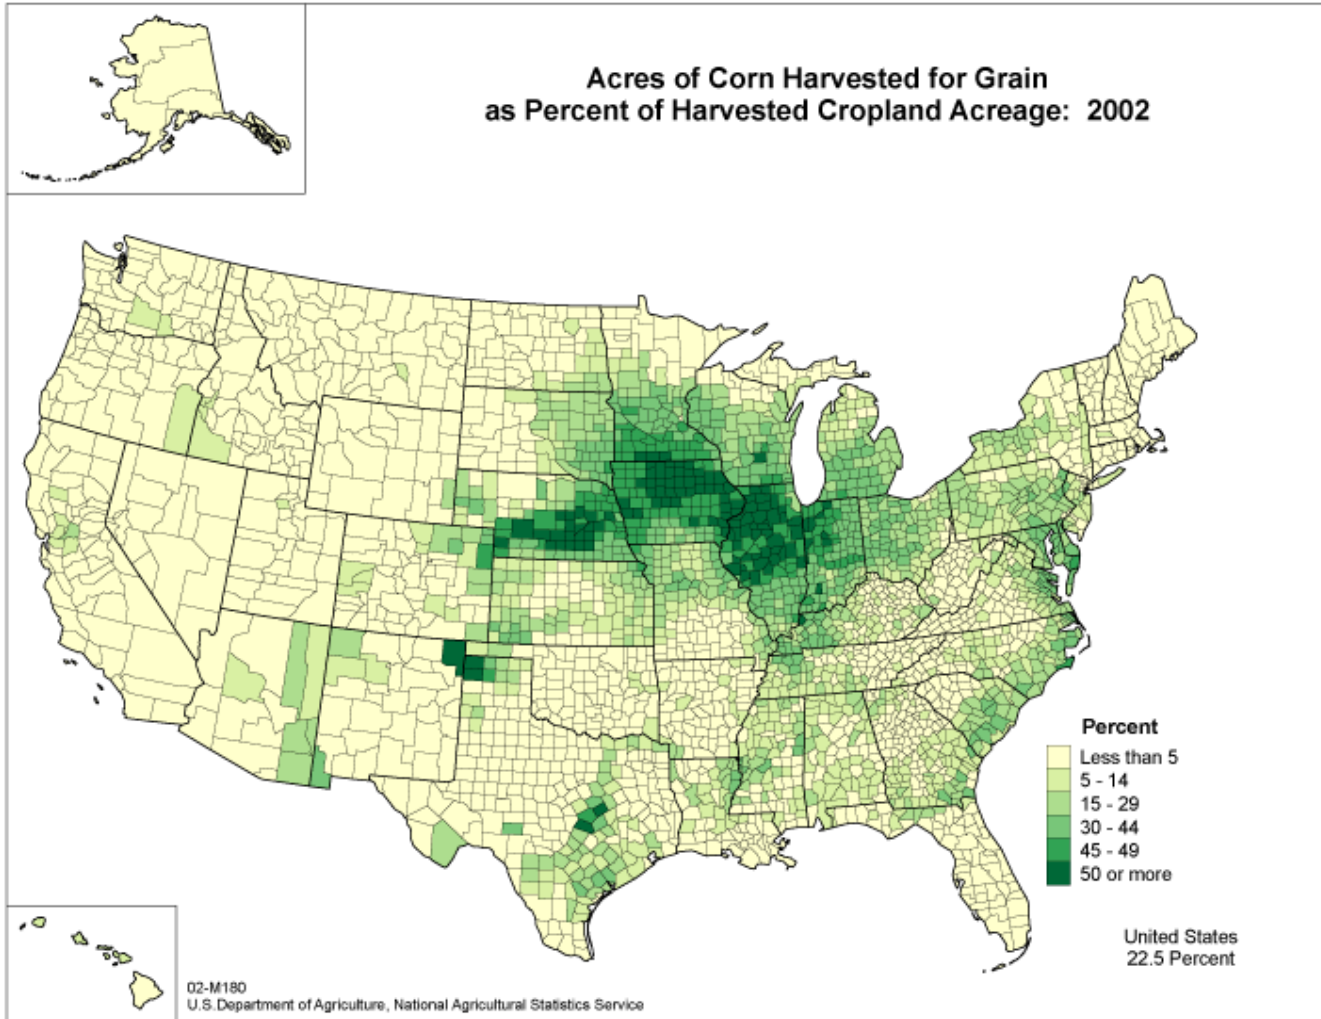 Acres of Corn Harvested for Grain
as Percent of Harvested Cropland Acreage: 2002
Percent
Less than 5
5 - 14
15 - 29
30 - 44
45 - 49
50 or more
United States
22.5 Percent
02-M180
U.S.Department of Agriculture, National Agricultural Statistics Service